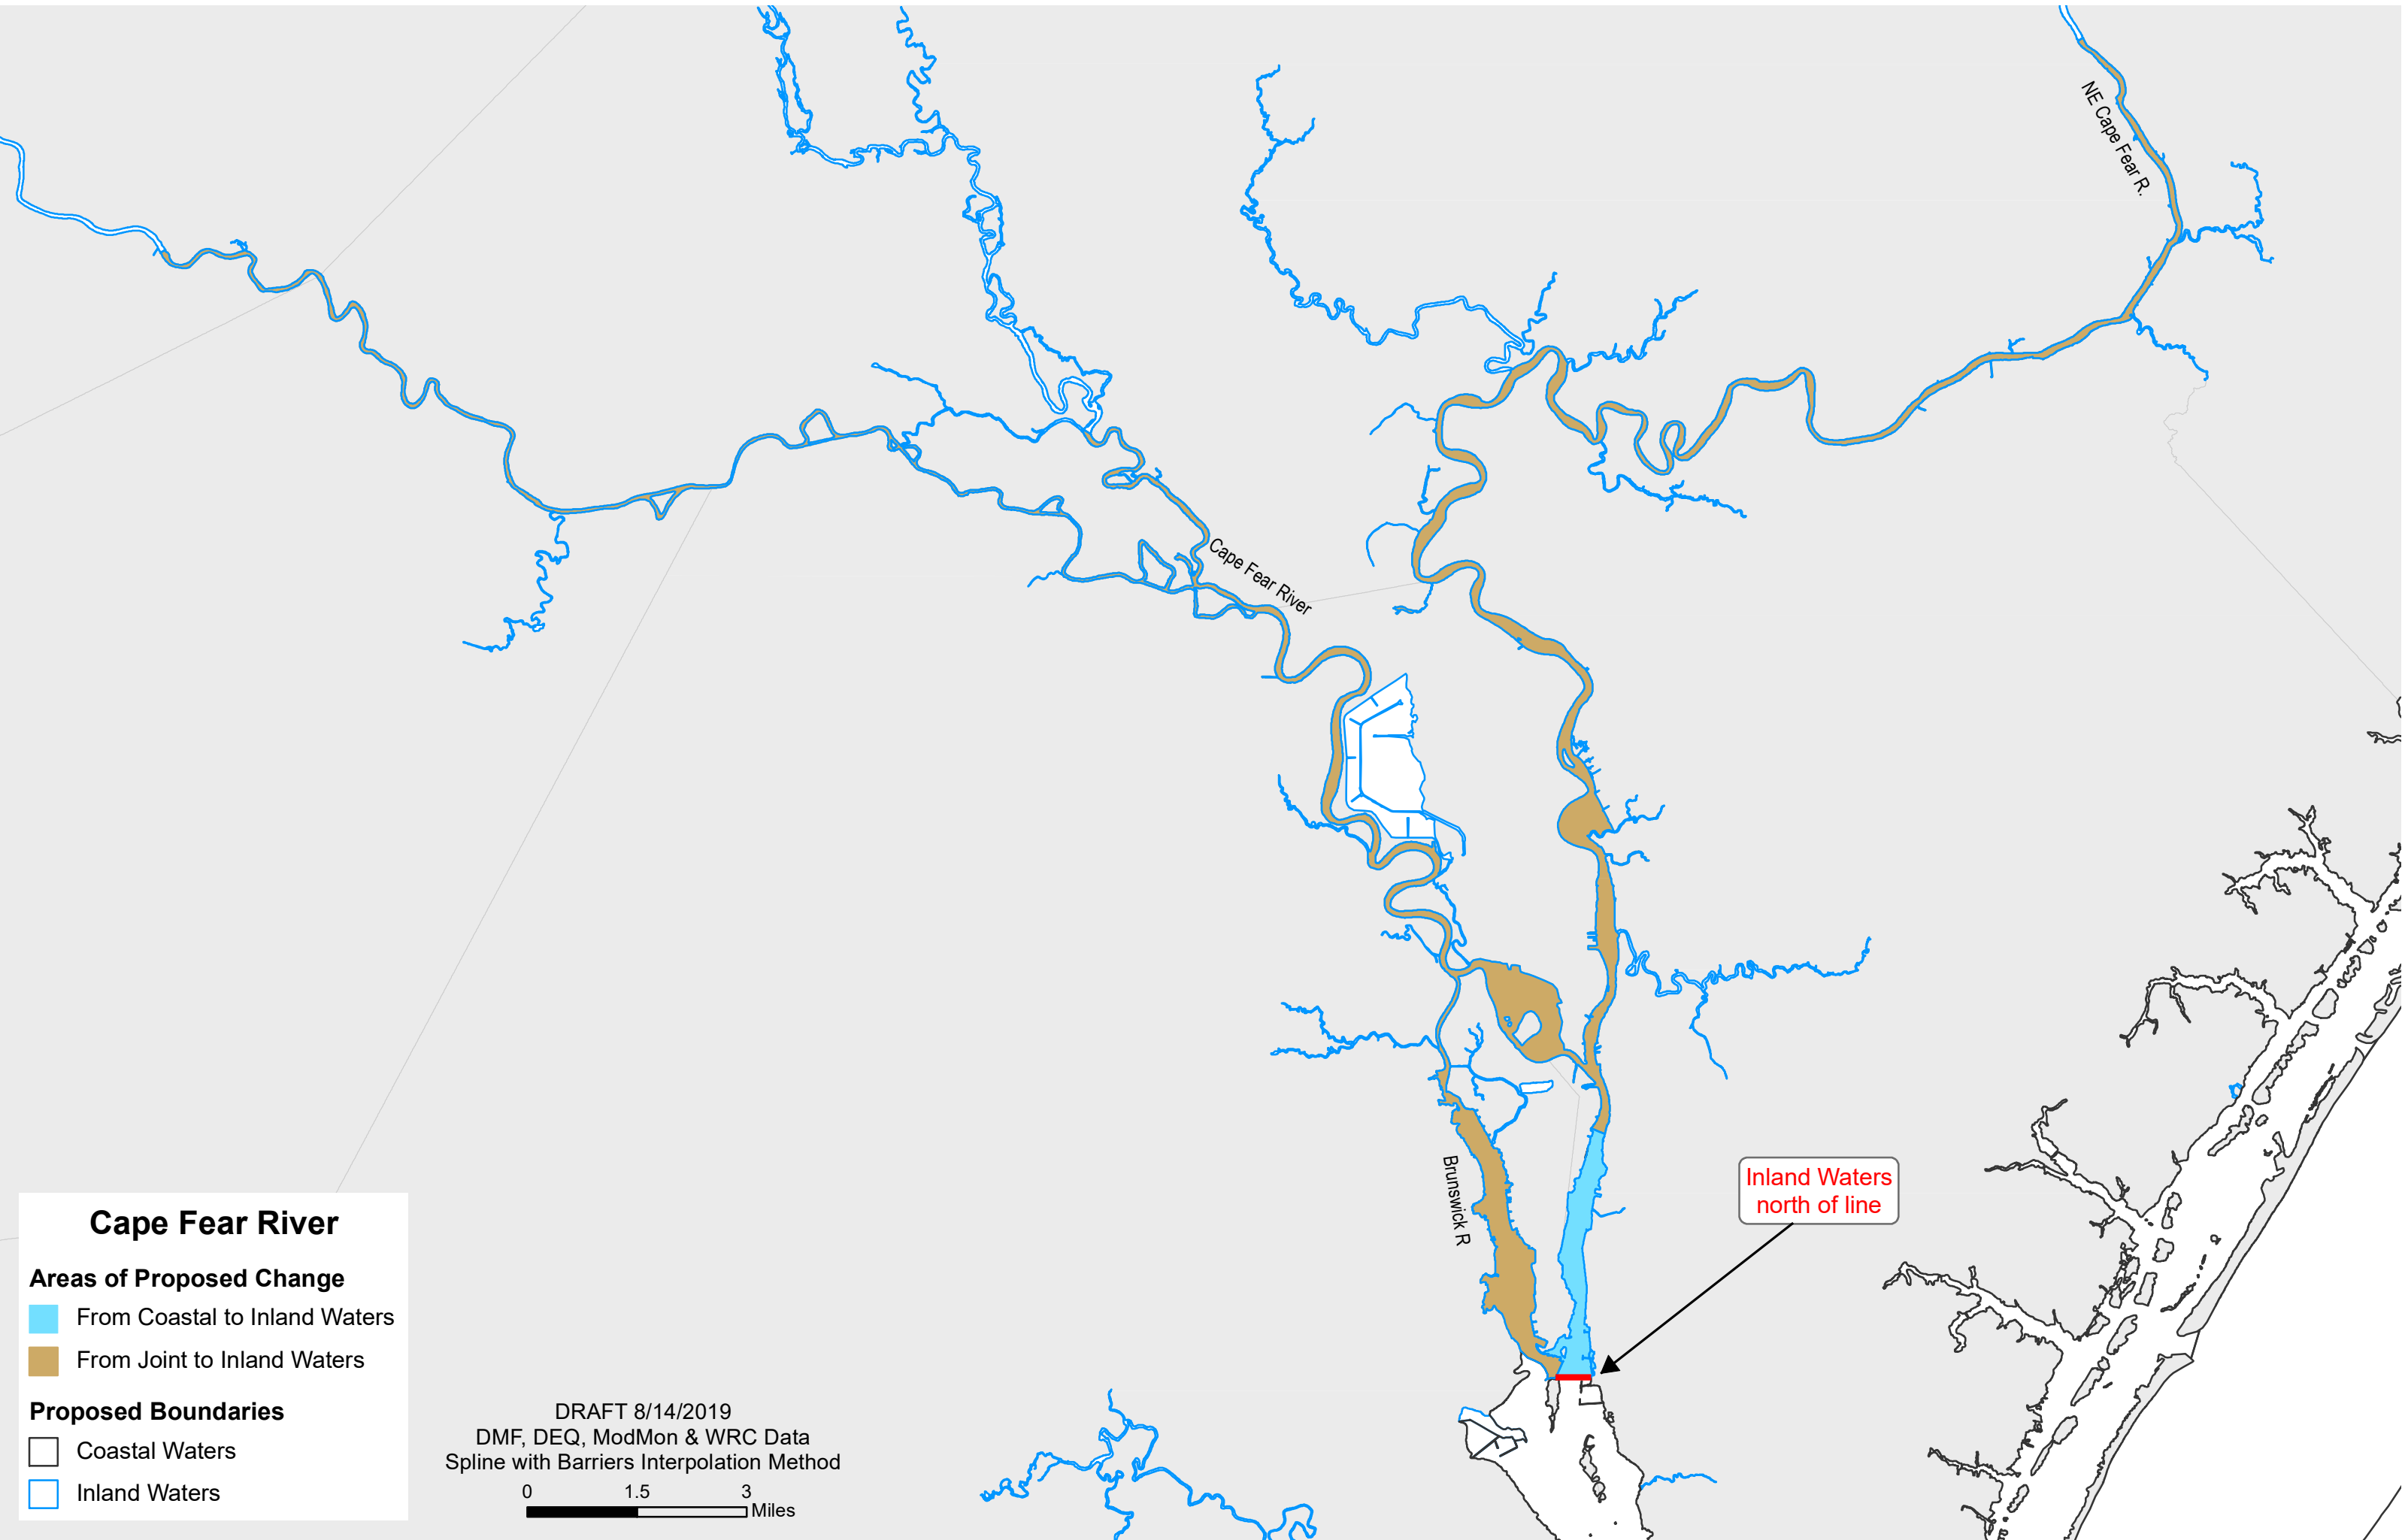 NE Cape Fear R.
Cape Fear River
Brunswick R
Inland Waters
north of line
Cape Fear River
Areas of Proposed Change
From Coastal to Inland Waters
From Joint to Inland Waters
Proposed Boundaries
Coastal Waters
Inland Waters
DRAFT 8/14/2019
DMF, DEQ, ModMon & WRC Data
Spline with Barriers Interpolation Method
0 1.5 3
Miles